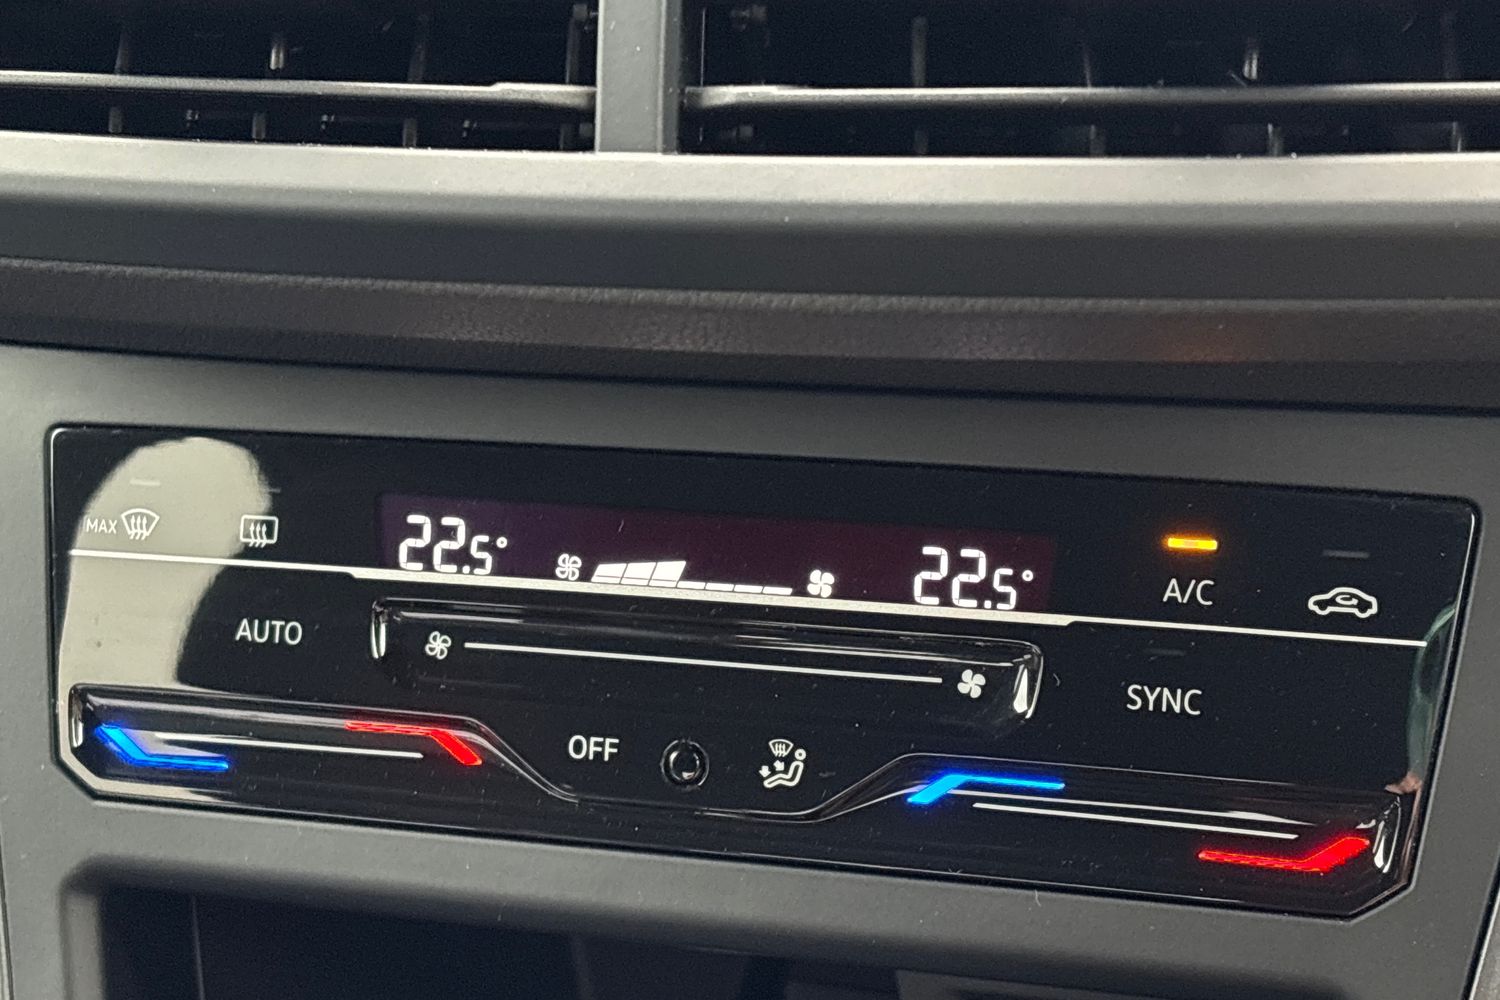 MAX
22.5°
22.5°
A/C
AUTO
SYNC
OFF